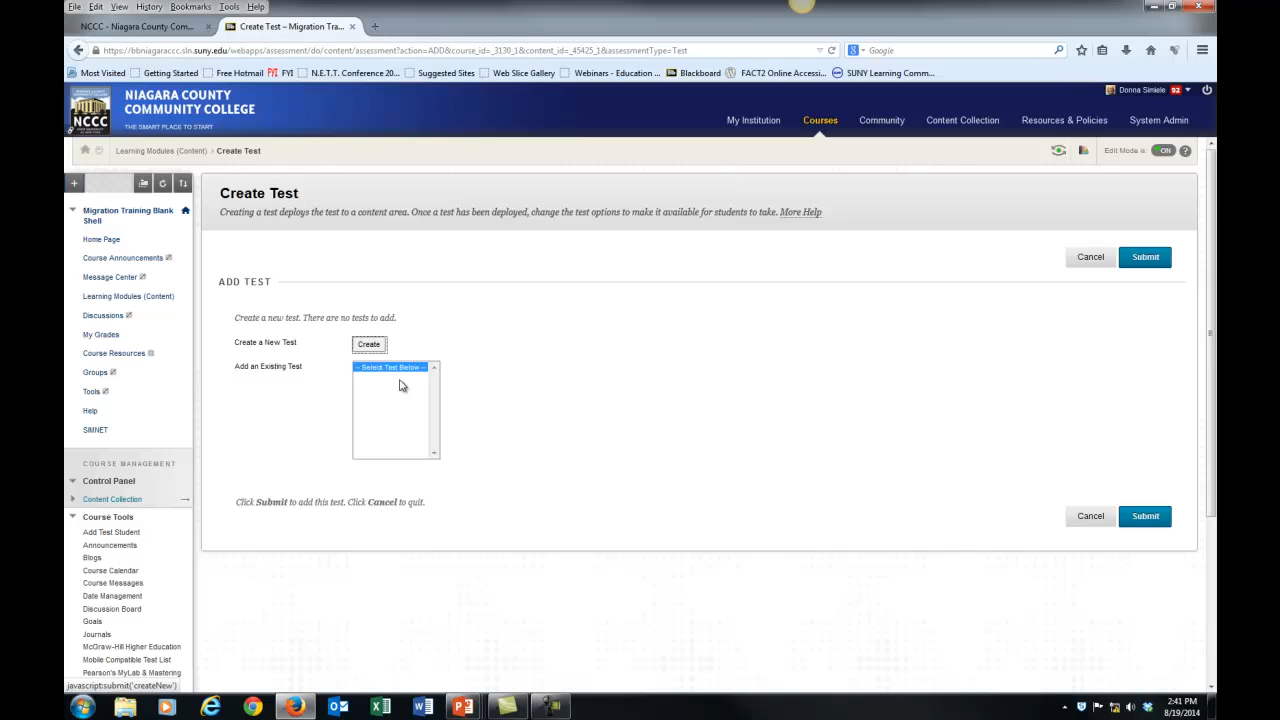 File Edit View History Bookmarks Tools Help
NCCC - Niagara County Com... × Create Test – Migration Tra... × +
https://bbniagaraccc.sln.suny.edu/webapps/assessment/do/content/assessment?action=ADD&course_id=_3130_1&content_id=_45425_1&assessmentType=Test
Google
Most Visited Getting Started Free Hotmail FYI FYI N.E.T.T. Conference 20... Suggested Sites Web Slice Gallery Webinars - Education ... Blackboard FACT2 Online Accessi... SUNY Learning Comm...
NIAGARA COUNTY
COMMUNITY COLLEGE
THE SMART PLACE TO START
NCCC
Donna Simiele 92
My Institution Courses Community Content Collection Resources & Policies System Admin
Learning Modules (Content) > Create Test
Edit Mode is: ON ?
Migration Training Blank
Shell
Home Page
Course Announcements
Message Center
Learning Modules (Content)
Discussions
My Grades
Course Resources
Groups
Tools
Help
SIMNET
COURSE MANAGEMENT
Control Panel
Content Collection
Course Tools
Add Test Student
Announcements
Blogs
Course Calendar
Course Messages
Date Management
Discussion Board
Goals
Journals
McGraw-Hill Higher Education
Mobile Compatible Test List
Pearson's MyLab & Mastering
javascript:submit('createNew')
Create Test
Creating a test deploys the test to a content area. Once a test has been deployed, change the test options to make it available for students to take. More Help
Cancel Submit
ADD TEST
Create a new test. There are no tests to add.
Create a New Test Create
Add an Existing Test -- Select Test Below --
Click Submit to add this test. Click Cancel to quit.
Cancel Submit
2:41 PM
8/19/2014